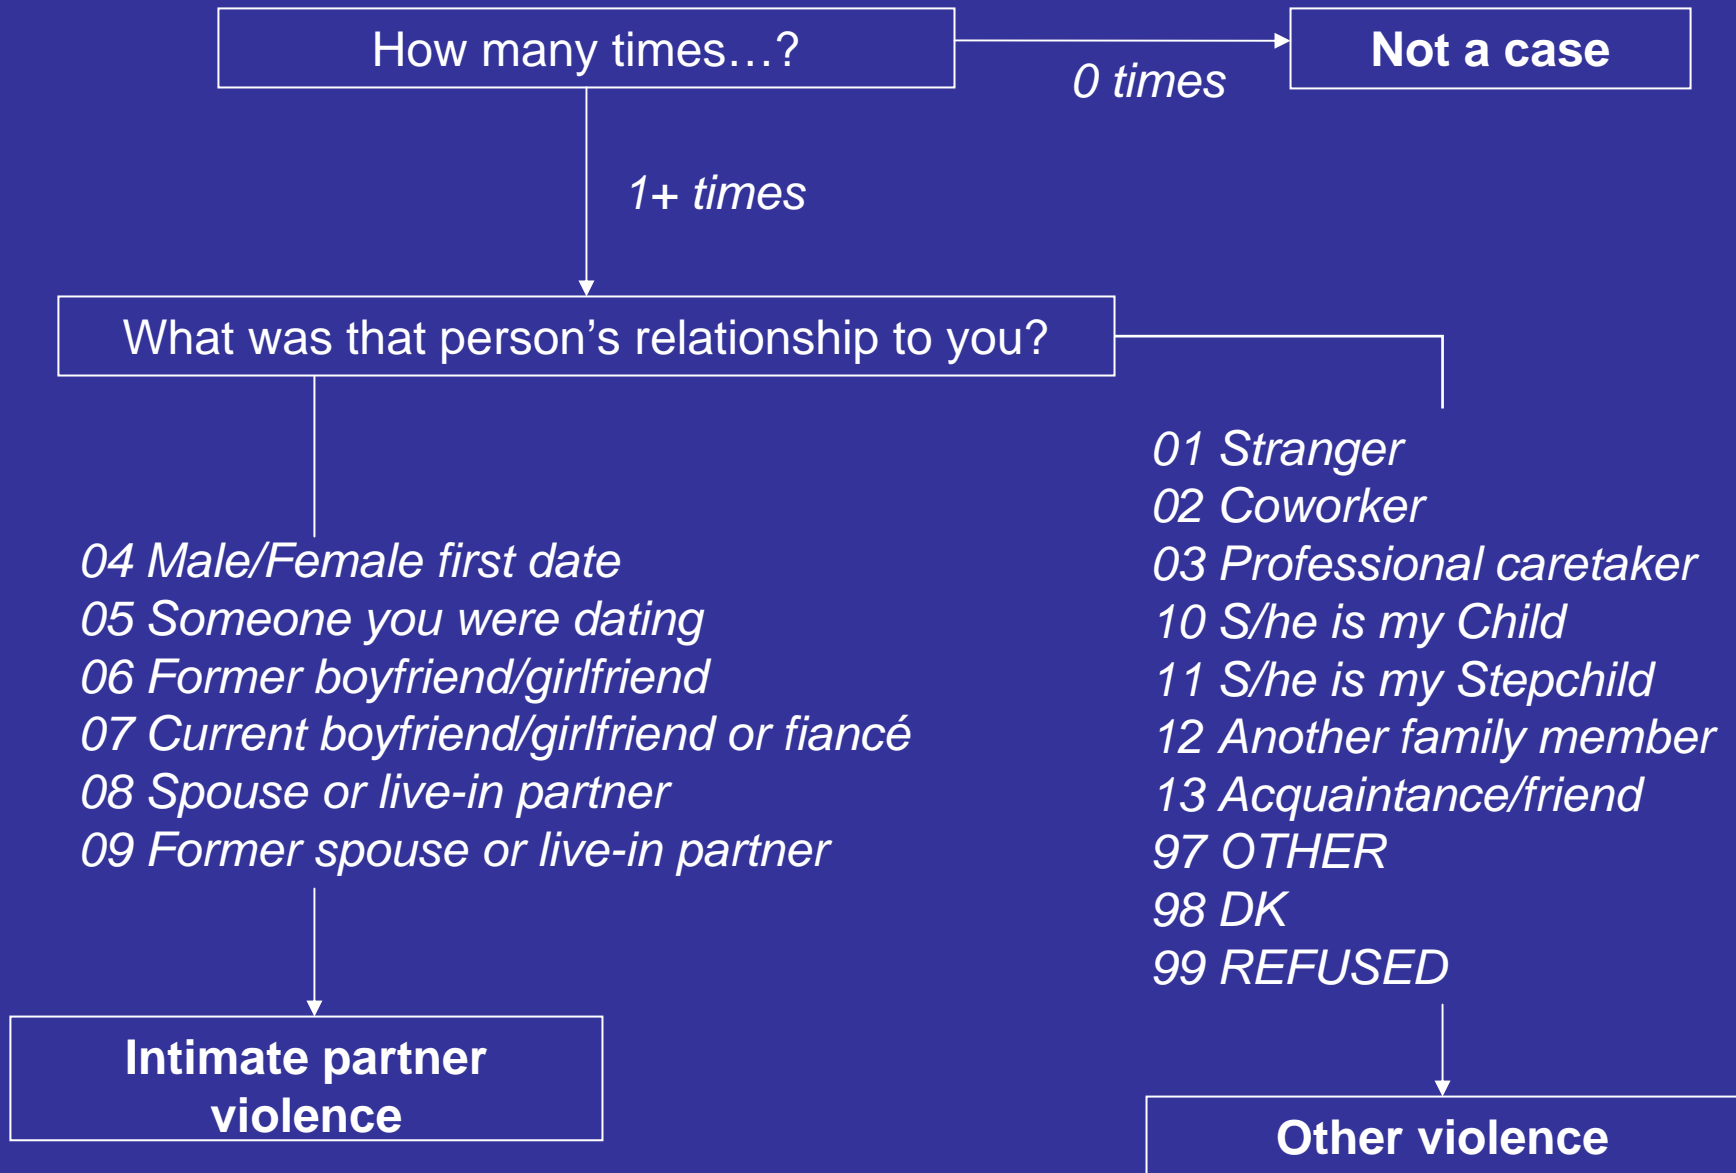 How many times…?
0 times
Not a case
1+ times
What was that person’s relationship to you?
04 Male/Female first date
05 Someone you were dating
06 Former boyfriend/girlfriend
07 Current boyfriend/girlfriend or fiancé
08 Spouse or live-in partner
09 Former spouse or live-in partner
Intimate partner
violence
01 Stranger
02 Coworker
03 Professional caretaker
10 S/he is my Child
11 S/he is my Stepchild
12 Another family member
13 Acquaintance/friend
97 OTHER
98 DK
99 REFUSED
Other violence